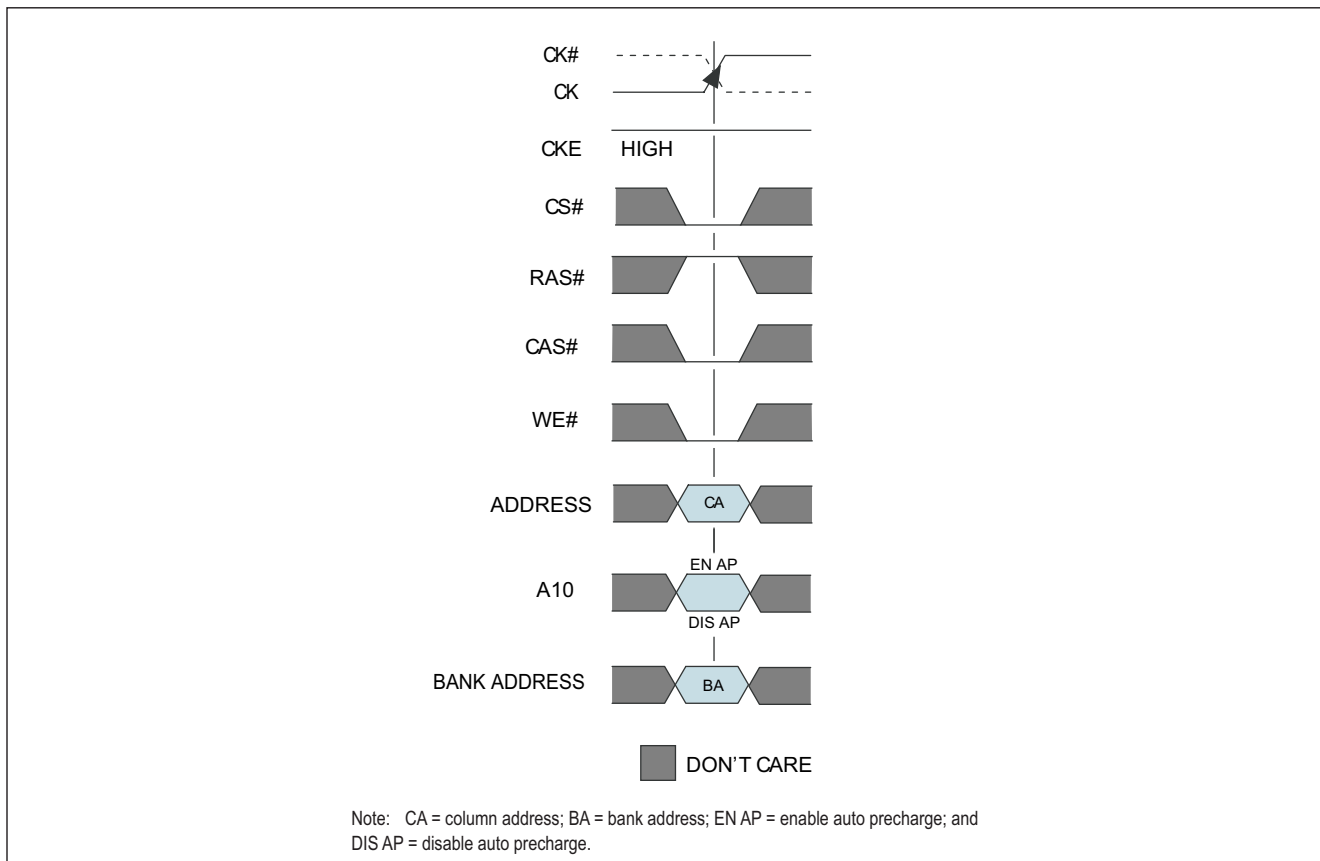 CK#
CK
CKE HIGH
CS#
RAS#
CAS#
WE#
ADDRESS CA
EN AP
A10
DIS AP
BANK ADDRESS BA
DON'T CARE
Note: CA = column address; BA = bank address; EN AP = enable auto precharge; and
DIS AP = disable auto precharge.